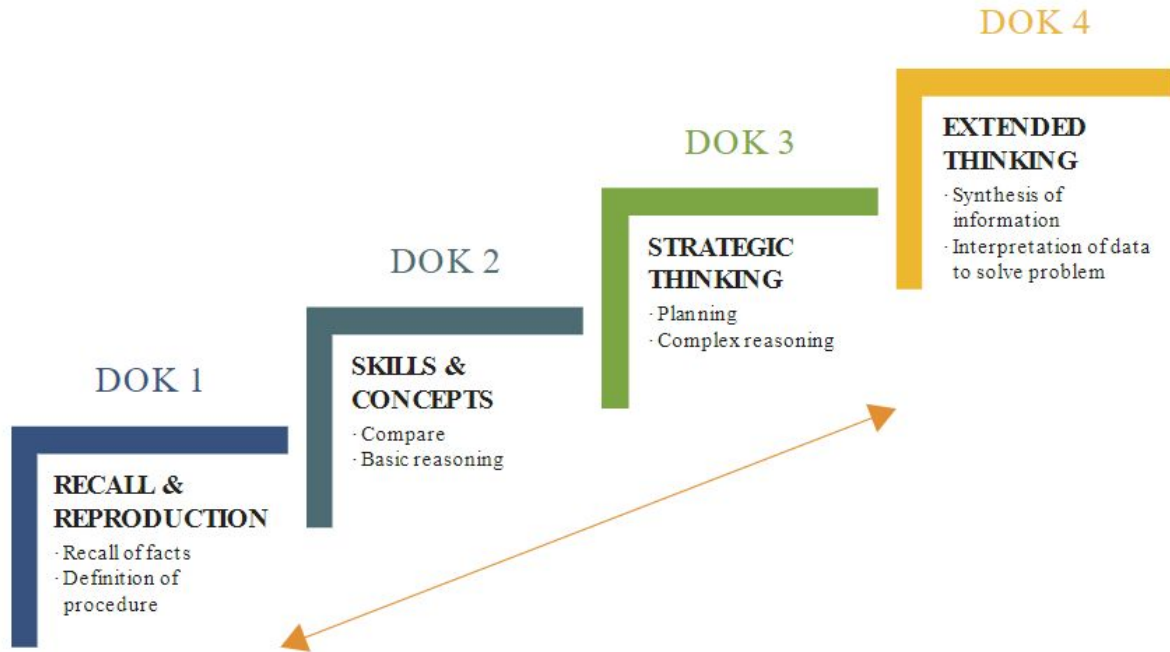 DOK 1
RECALL &
REPRODUCTION
· Recall of facts
· Definition of
procedure
DOK 2
SKILLS &
CONCEPTS
· Compare
· Basic reasoning
DOK 3
STRATEGIC
THINKING
· Planning
· Complex reasoning
DOK 4
EXTENDED
THINKING
· Synthesis of
information
· Interpretation of data
to solve problem